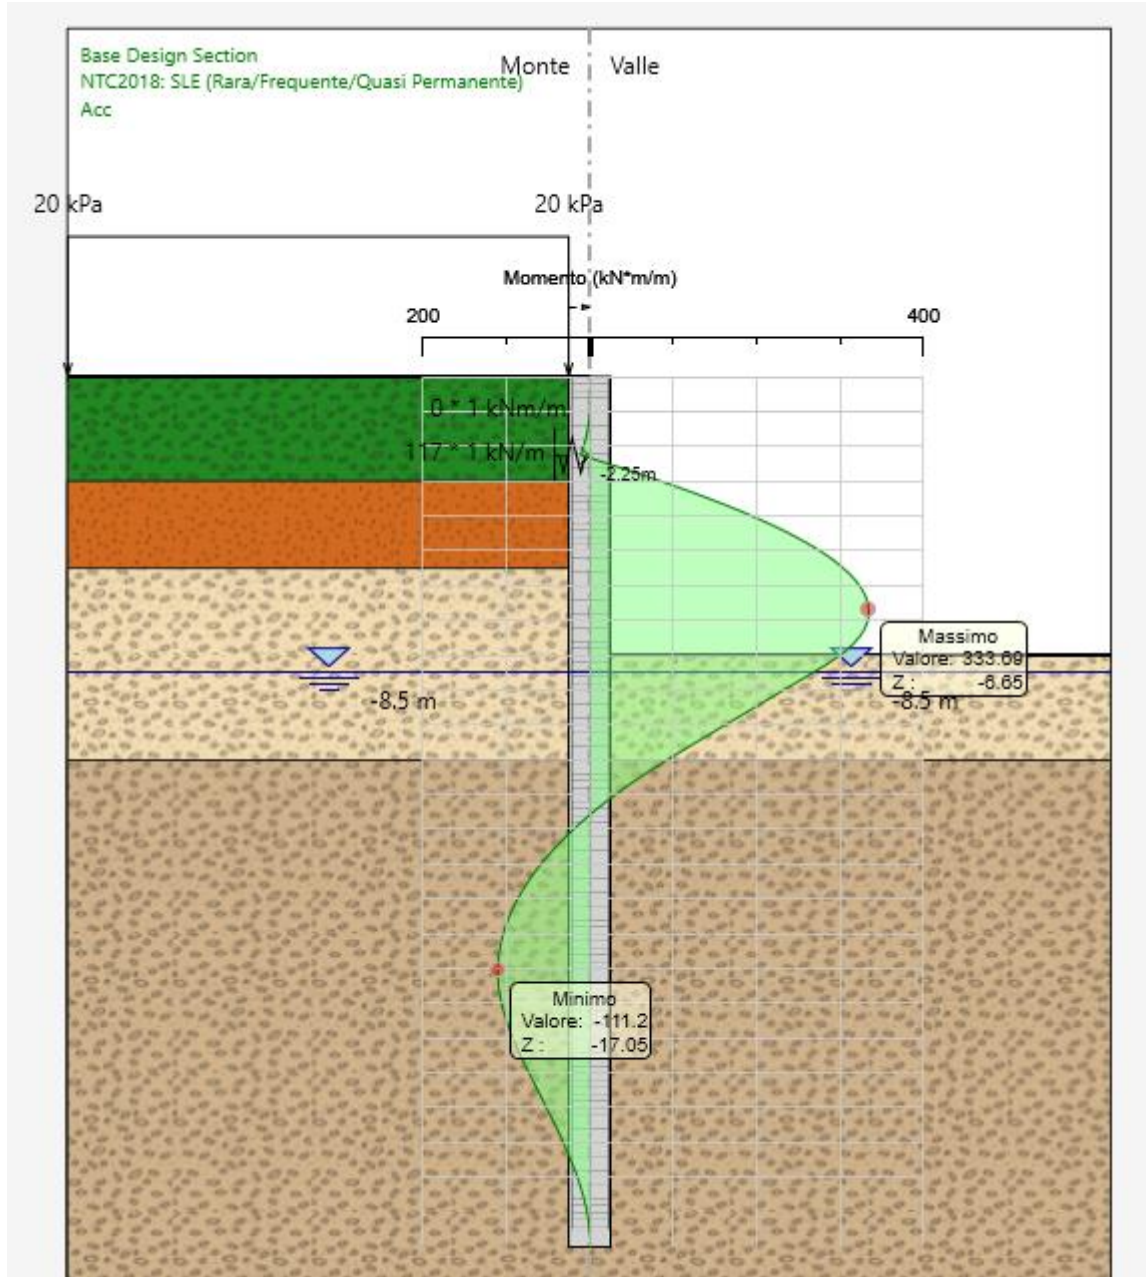 Base Design Section
NTC2018: SLE (Rara/Frequente/Quasi Permanente)
Acc
Monte
Valle
20 kPa
20 kPa
Momento (kN*m/m)
200
400
0 * 1 kNm/m
117 * 1 kN/m
-2.25m
Massimo
Valore: 333.69
Z : -6.65
-8.5 m
-8.5 m
Minimo
Valore: -111.2
Z : -17.05